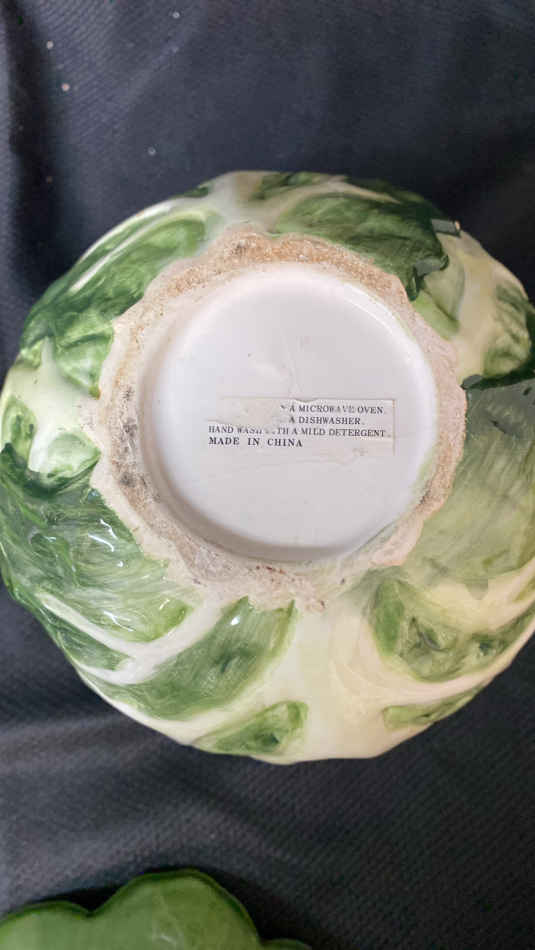 A MICROWAVE OVEN.
A DISHWASHER.
HAND WASH WITH A MILD DETERGENT.
MADE IN CHINA